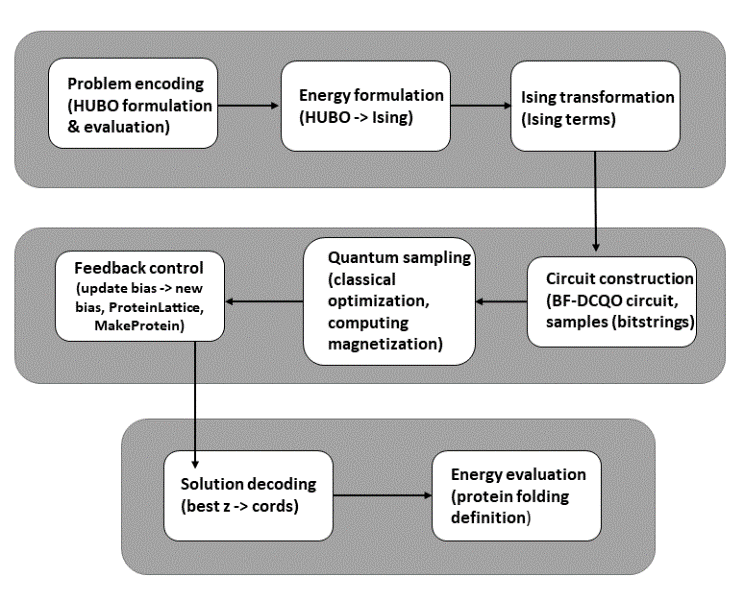 Problem encoding
(HUBO formulation
& evaluation)
Energy formulation
(HUBO -> Ising)
Ising transformation
(Ising terms)
Feedback control
(update bias -> new
bias, ProteinLattice,
MakeProtein)
Quantum sampling
(classical
optimization,
computing
magnetization)
Circuit construction
(BF-DCQO circuit,
samples (bitstrings)
Solution decoding
(best z -> cords)
Energy evaluation
(protein folding
definition)